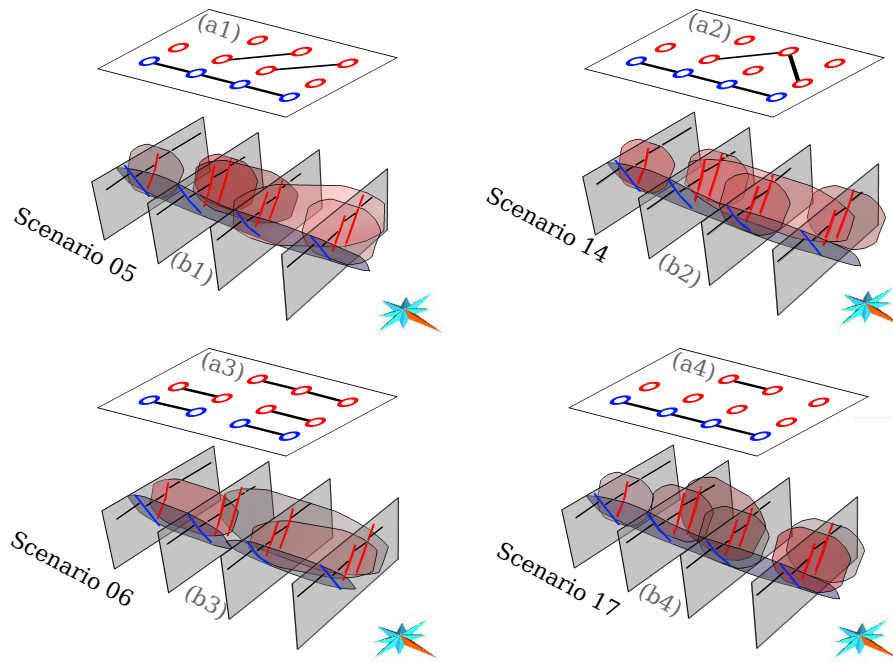 (a1)
(a2)
Scenario 05
(b1)
Scenario 14
(b2)
(a3)
(a4)
Scenario 06
(b3)
Scenario 17
(b4)